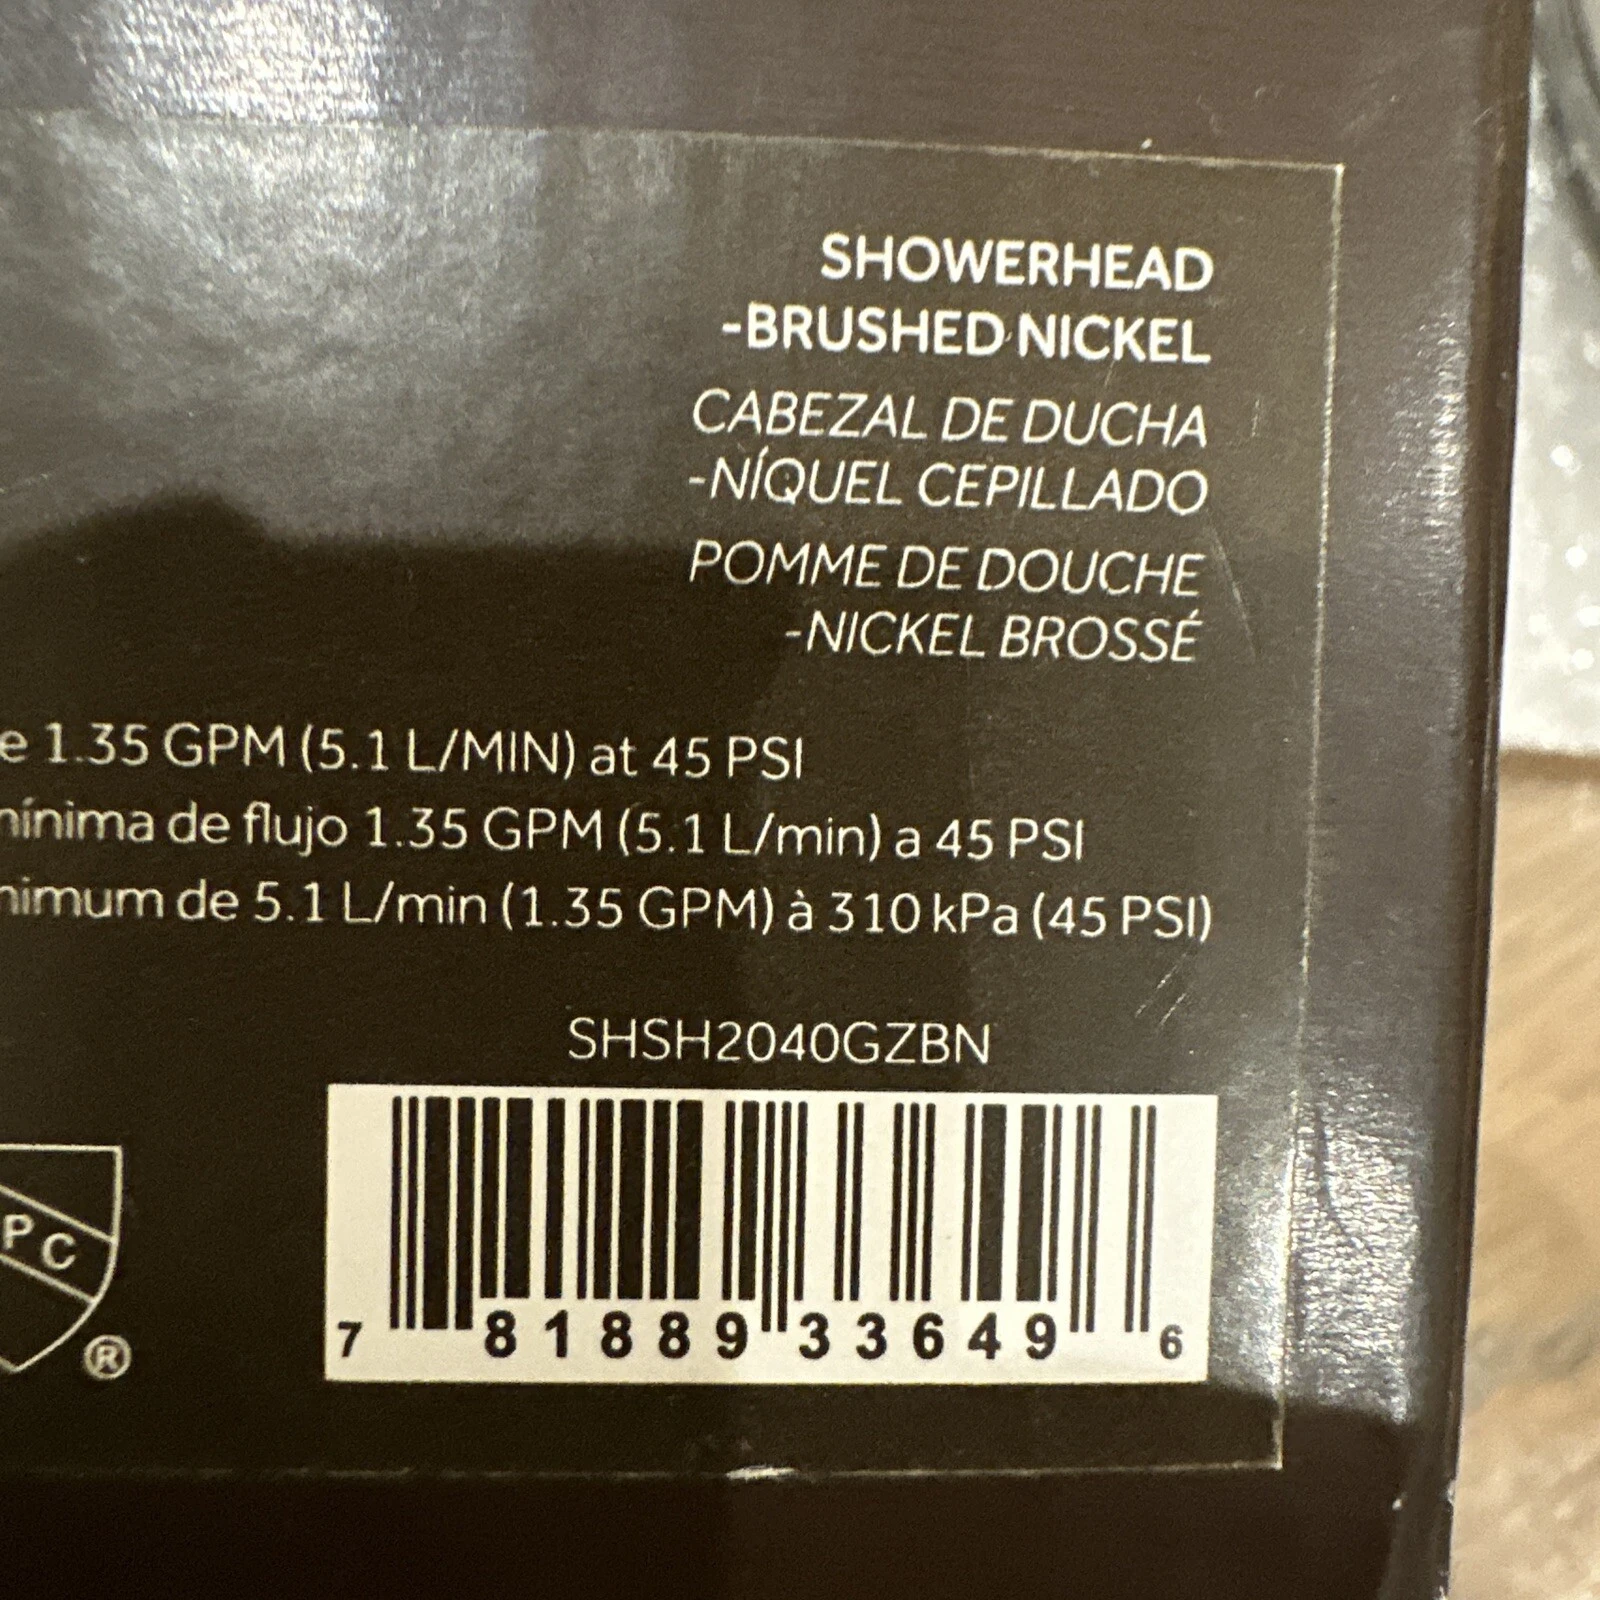 SHOWERHEAD
-BRUSHED NICKEL
CABEZAL DE DUCHA
-NÍQUEL CEPILLADO
POMME DE DOUCHE
-NICKEL BROSSÉ
1.35 GPM (5.1 L/MIN) at 45 PSI
de flujo 1.35 GPM (5.1 L/min) a 45 PSI
de 5.1 L/min (1.35 GPM) à 310 kPa (45 PSI)
SHSH2040GZBN
PC
®
7 81889 33649 6